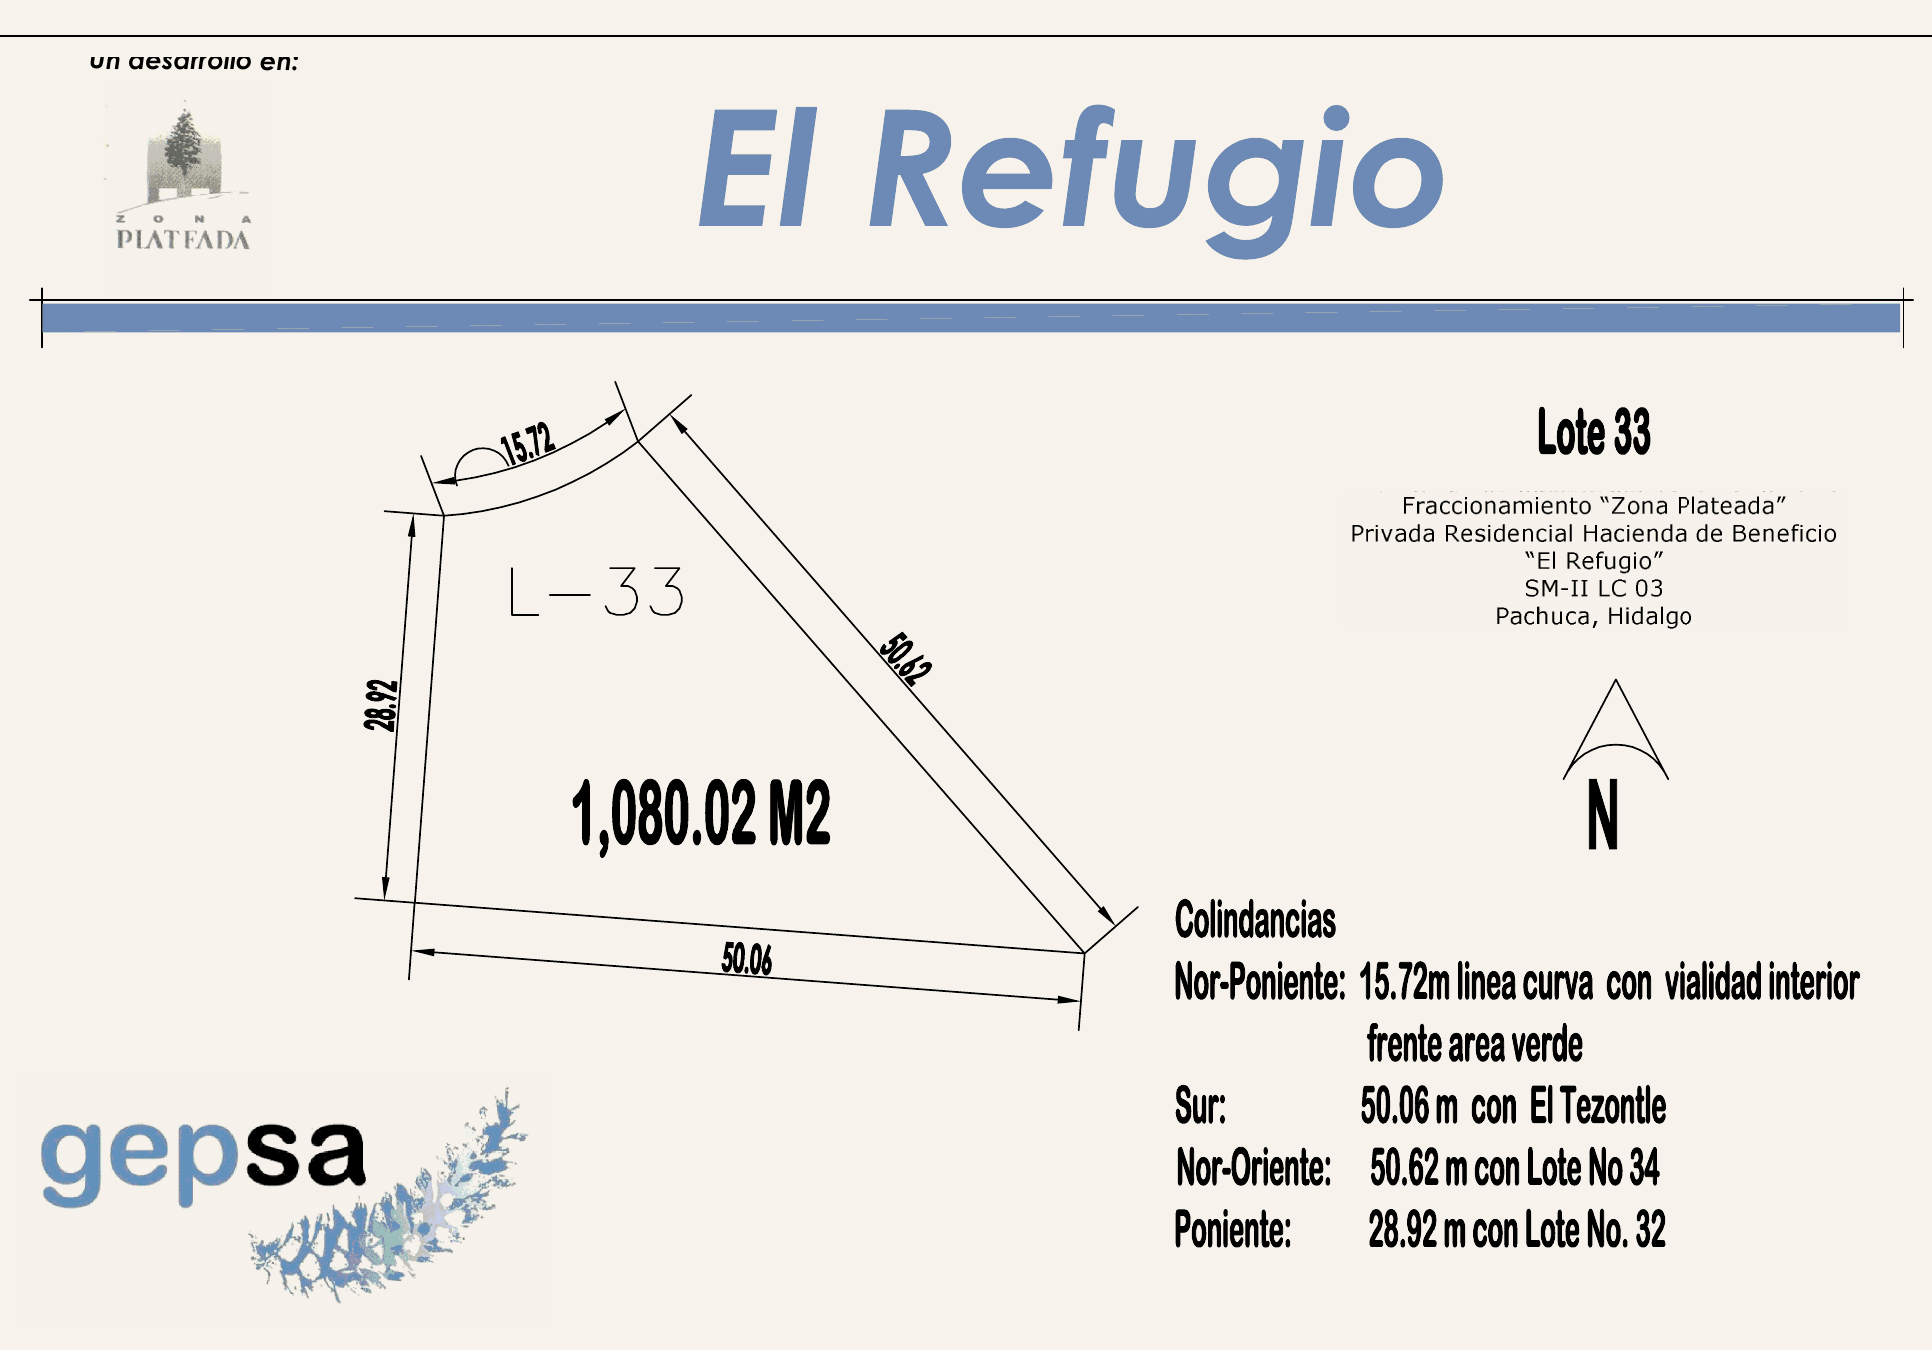 un desarrollo en:
ZONA
PLATEADA
El Refugio
Lote 33
Fraccionamiento “Zona Plateada”
Privada Residencial Hacienda de Beneficio
“El Refugio”
SM-II LC 03
Pachuca, Hidalgo
15.72
50.62
28.92
L-33
1,080.02 M2
50.06
N
Colindancias
Nor-Poniente: 15.72m linea curva con vialidad interior
frente area verde
Sur: 50.06 m con El Tezontle
Nor-Oriente: 50.62 m con Lote No 34
Poniente: 28.92 m con Lote No. 32
gepsa